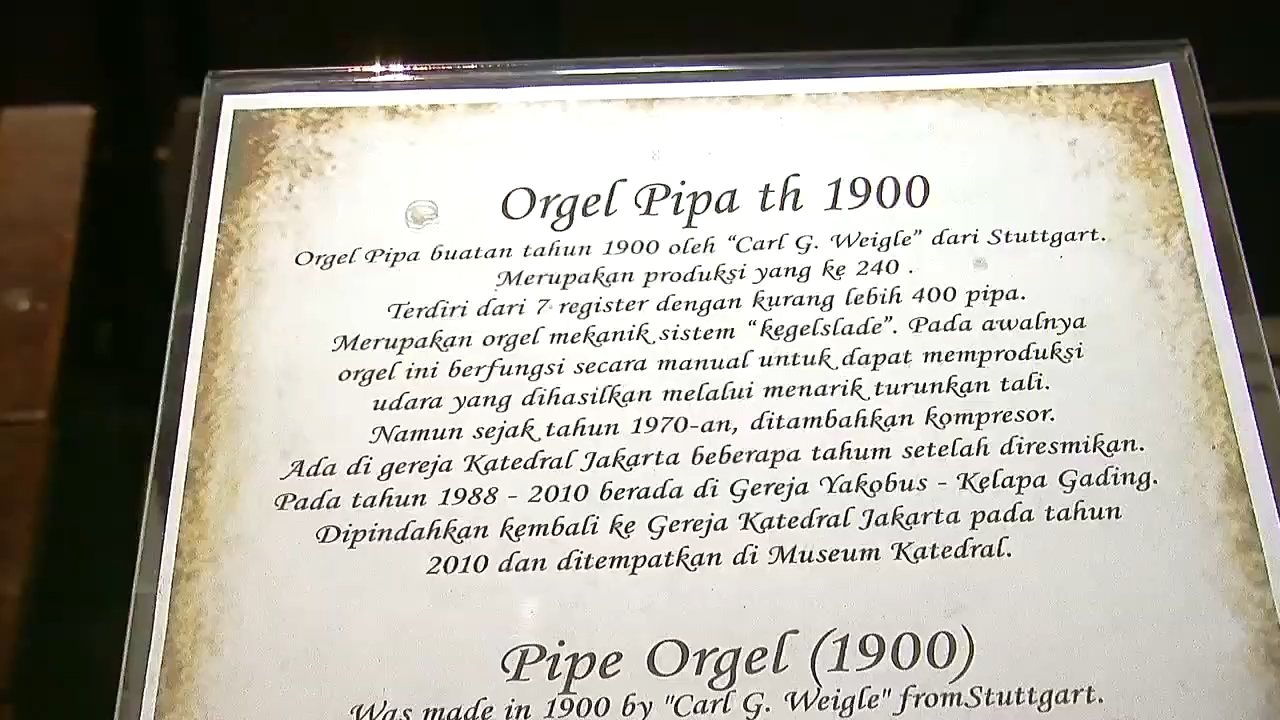 Orgel Pipa th 1900
Orgel Pipa buatan tahun 1900 oleh “Carl G. Weigle” dari Stuttgart.
Merupakan produksi yang ke 240 .
Terdiri dari 7 register dengan kurang lebih 400 pipa.
Merupakan orgel mekanik sistem “kegelslade”. Pada awalnya
orgel ini berfungsi secara manual untuk dapat memproduksi
udara yang dihasilkan melalui menarik turunkan tali.
Namun sejak tahun 1970-an, ditambahkan kompresor.
Ada di gereja Katedral Jakarta beberapa tahum setelah diresmikan.
Pada tahun 1988 - 2010 berada di Gereja Yakobus - Kelapa Gading.
Dipindahkan kembali ke Gereja Katedral Jakarta pada tahun
2010 dan ditempatkan di Museum Katedral.
Pipe Orgel (1900)
Was made in 1900 by "Carl G. Weigle" fromStuttgart.